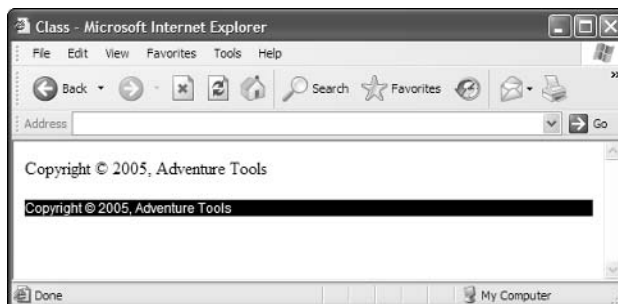 Class - Microsoft Internet Explorer
File Edit View Favorites Tools Help
Back Search Favorites
Address Go
Copyright © 2005, Adventure Tools
Copyright © 2005, Adventure Tools
Done My Computer